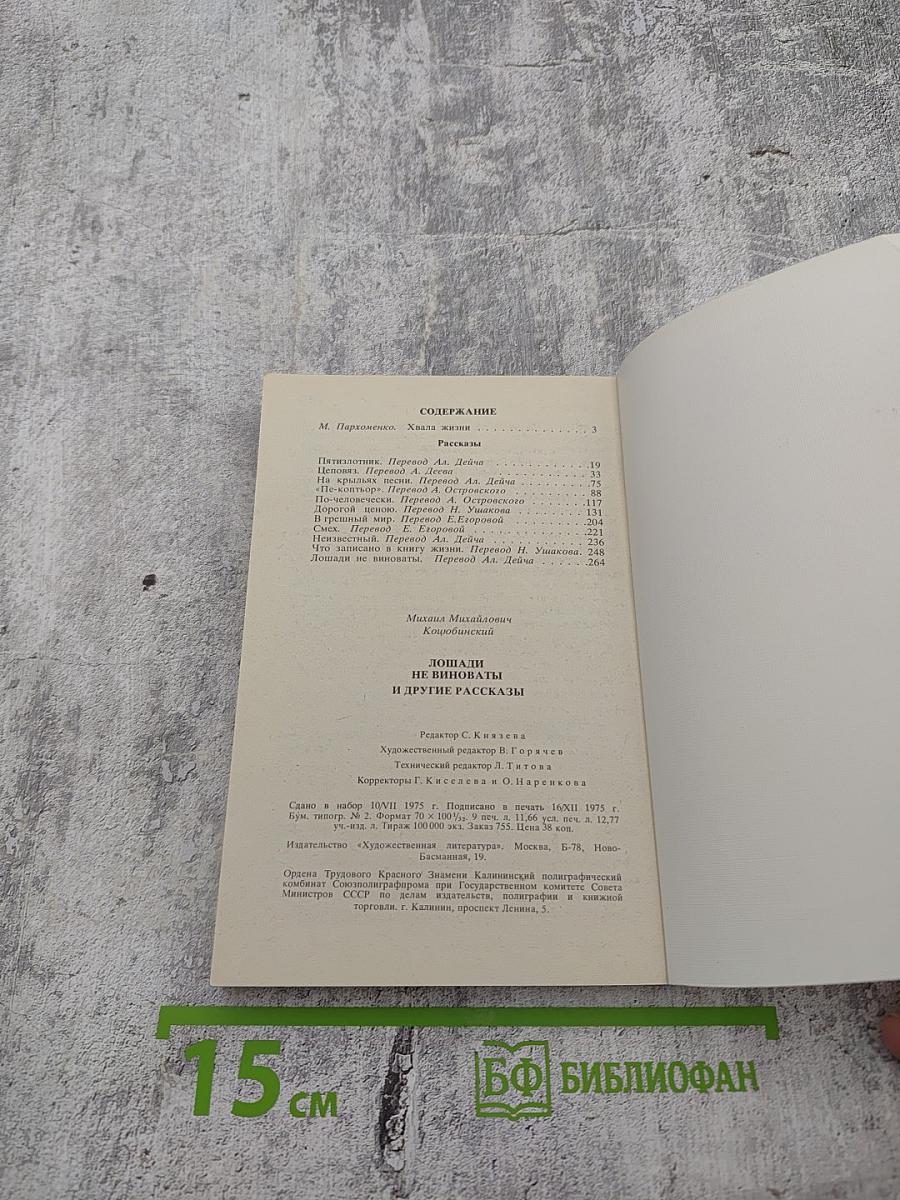 СОДЕРЖАНИЕ
М. Пархоменко. Хвала жизни . . . . . . . . . . . . . . 3
Рассказы
Пятизлотник. Перевод Ал. Дейча . . . . . . . . . . .19
Цеповяз. Перевод А. Деева . . . . . . . . . . . . 33
На крыльях песни. Перевод Ал. Дейча . . . . . . . .75
«Пе-коптьор». Перевод А. Островского . . . . . . . . 88
По-человечески. Перевод А. Островского . . . . . . .117
Дорогой ценою. Перевод Н. Ушакова . . . . . . . . 131
В грешный мир. Перевод Е.Егоровой . . . . . . . . .204
Смех. Перевод Е. Егоровой . . . . . . . . . . . .221
Неизвестный. Перевод Ал. Дейча . . . . . . . . . . 236
Что записано в книгу жизни. Перевод Н. Ушакова. 248
Лошади не виноваты. Перевод Ал. Дейча . . . . . .264
Михаил Михайлович
Коцюбинский
ЛОШАДИ
НЕ ВИНОВАТЫ
И ДРУГИЕ РАССКАЗЫ
Редактор С. Князева
Художественный редактор В. Горячев
Технический редактор Л. Титова
Корректоры Г. Киселева и О. Наренкова
Сдано в набор 10/VII 1975 г. Подписано в печать 16/XII 1975 г.
Бум. типогр. № 2. Формат 70 × 100 1/32. 9 печ. л. 11,66 усл. печ. л. 12,77
уч.-изд. л. Тираж 100 000 экз. Заказ 755. Цена 38 коп.
Издательство «Художественная литература». Москва, Б-78, Ново-
Басманная, 19.
Ордена Трудового Красного Знамени Калининский полиграфический
комбинат Союзполиграфпрома при Государственном комитете Совета
Министров СССР по делам издательств, полиграфии и книжной
торговли. г. Калинин, проспект Ленина, 5.
15 см
БФ БИБЛИОФАН